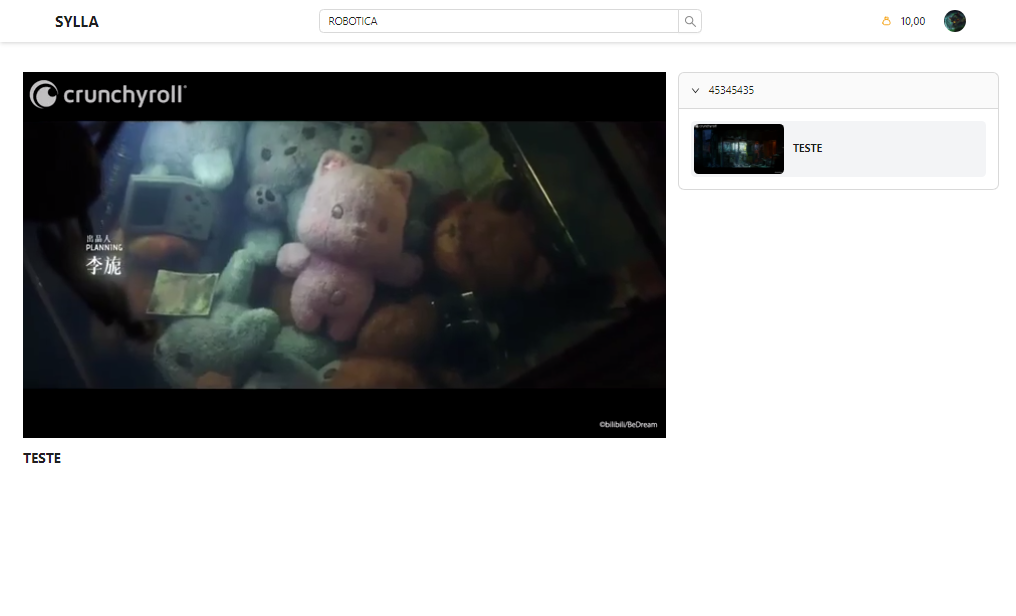 SYLLA
ROBOTICA
10,00
crunchyroll
45345435
TESTE
出品人
PLANNING
李旎
©bilibili/BeDream
TESTE